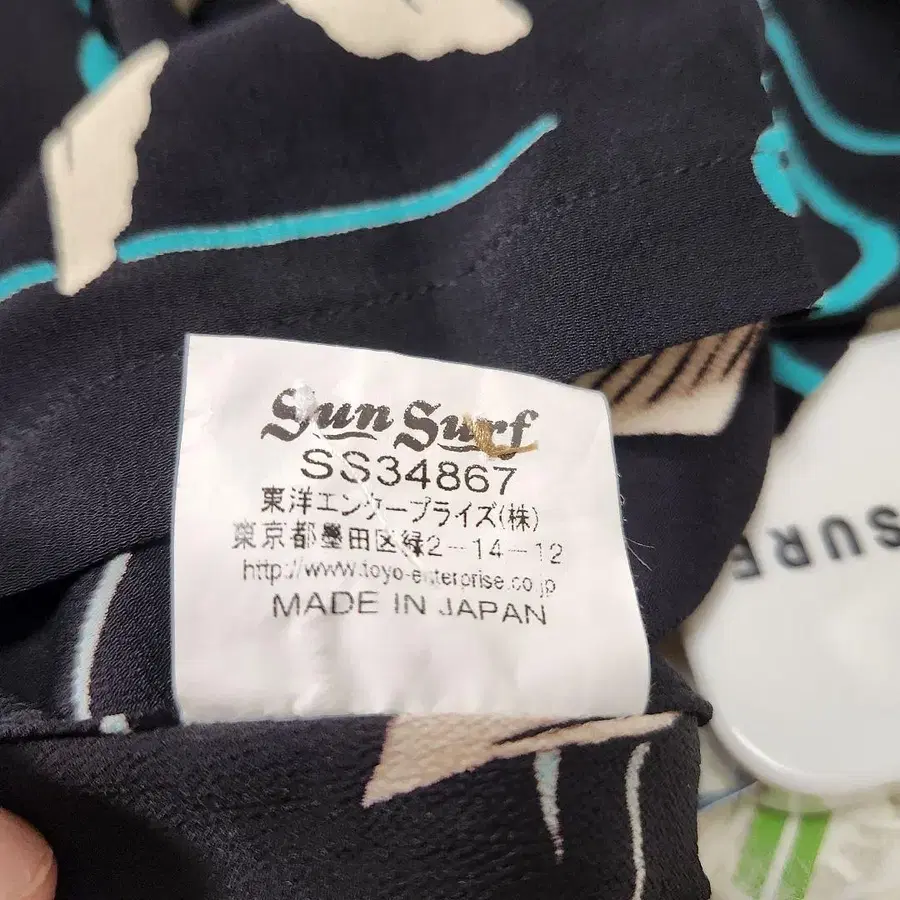 Sun Surf
SS34867
東洋エンタープライズ(株)
東京都墨田区緑2-14-12
http://www.toyo-enterprise.co.jp
MADE IN JAPAN
SURE